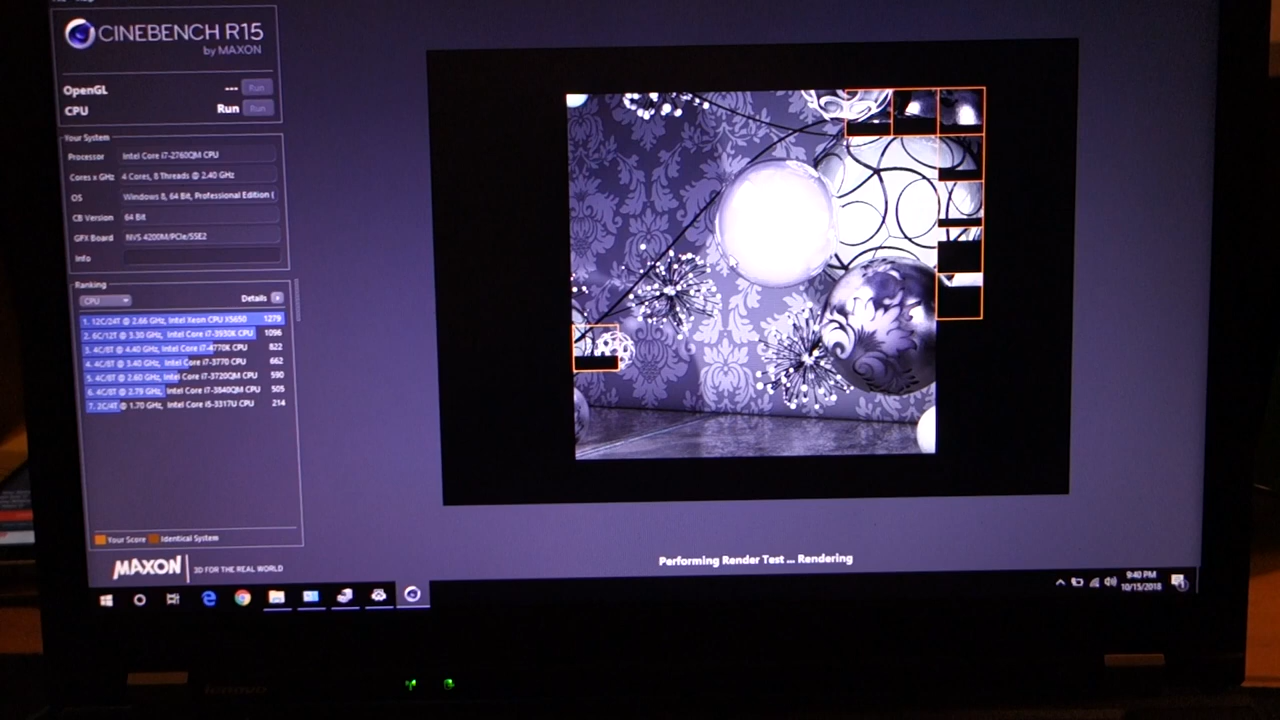 CINEBENCH R15
by MAXON
OpenGL --- Run
CPU Run Run
Your System
Processor Intel Core i7-2760QM CPU
Cores x GHz 4 Cores, 8 Threads @ 2.40 GHz
OS Windows 8, 64 Bit, Professional Edition (
CB Version 64 Bit
GFX Board NVS 4200M/PCIe/SSE2
Info
Ranking
CPU Details
1. 12C/24T @ 2.66 GHz, Intel Xeon CPU X5650 1279
2. 6C/12T @ 3.30 GHz, Intel Core i7-3930K CPU 1096
3. 4C/8T @ 4.40 GHz, Intel Core i7-4770K CPU 822
4. 4C/8T @ 3.40 GHz, Intel Core i7-3770 CPU 662
5. 4C/8T @ 2.60 GHz, Intel Core i7-3720QM CPU 590
6. 4C/8T @ 2.79 GHz, Intel Core i7-3840QM CPU 505
7. 2C/4T @ 1.70 GHz, Intel Core i5-3317U CPU 214
Your Score Identical System
MAXON 3D FOR THE REAL WORLD
Performing Render Test ... Rendering
9:40 PM
10/15/2018
lenovo